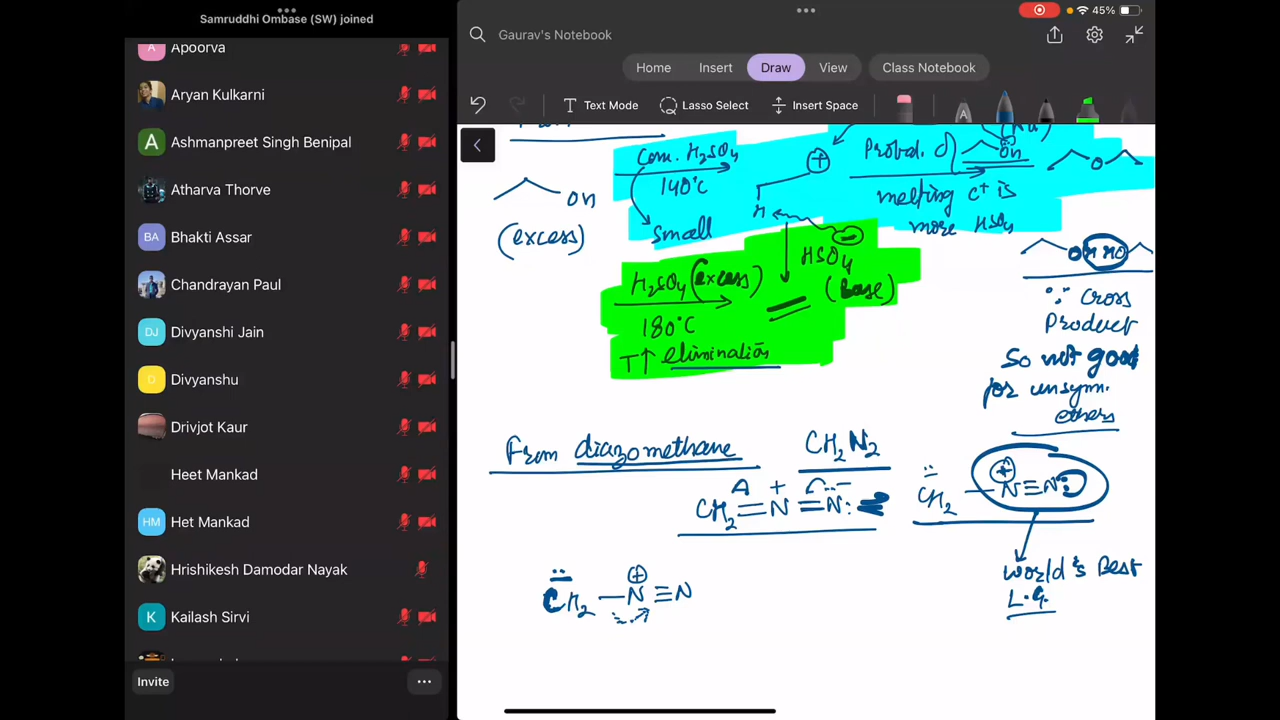 Samruddhi Ombase (SW) joined
Apoorva
Aryan Kulkarni
Ashmanpreet Singh Benipal
Atharva Thorve
Bhakti Assar
Chandrayan Paul
Divyanshi Jain
Divyanshu
Drivjot Kaur
Heet Mankad
Het Mankad
Hrishikesh Damodar Nayak
Kailash Sirvi
Invite
45%
Gaurav's Notebook
Home Insert Draw View Class Notebook
Text Mode Lasso Select Insert Space
Con. H2SO4
140°C
small
OH
(excess)
⊕
H
Probab. of OH
melting C+ is
more HSO4
O
H2SO4 (excess)
180°C
T↑ elimination
HSO4
(Base)
OH HO
∵ Cross
Product
So not good
for unsymm.
ethers
From diazomethane CH2N2
CH2=N=N:
CH2–N≡N
World's Best
L.G.
CH2–N≡N